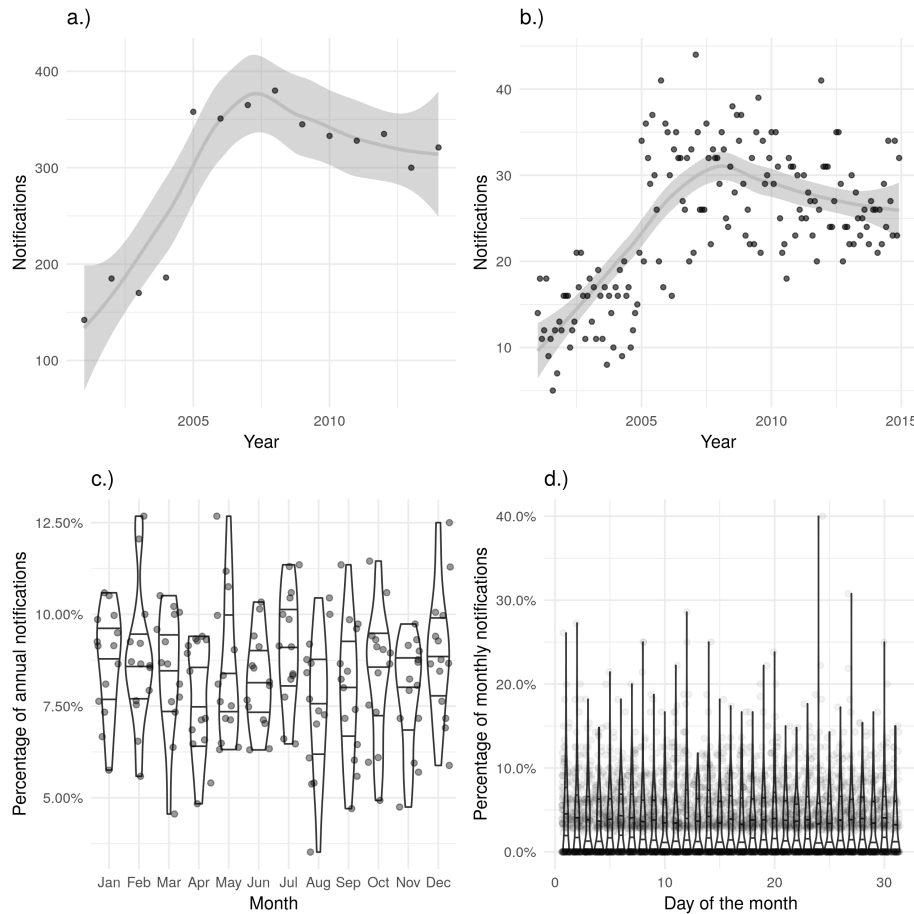 a.)
400
300
200
100
Notifications
2005 2010
Year
b.)
40
30
20
10
Notifications
2005 2010 2015
Year
c.)
12.50%
10.00%
7.50%
5.00%
Percentage of annual notifications
Jan Feb Mar Apr May Jun Jul Aug Sep Oct Nov Dec
Month
d.)
40.0%
30.0%
20.0%
10.0%
0.0%
Percentage of monthly notifications
0 10 20 30
Day of the month